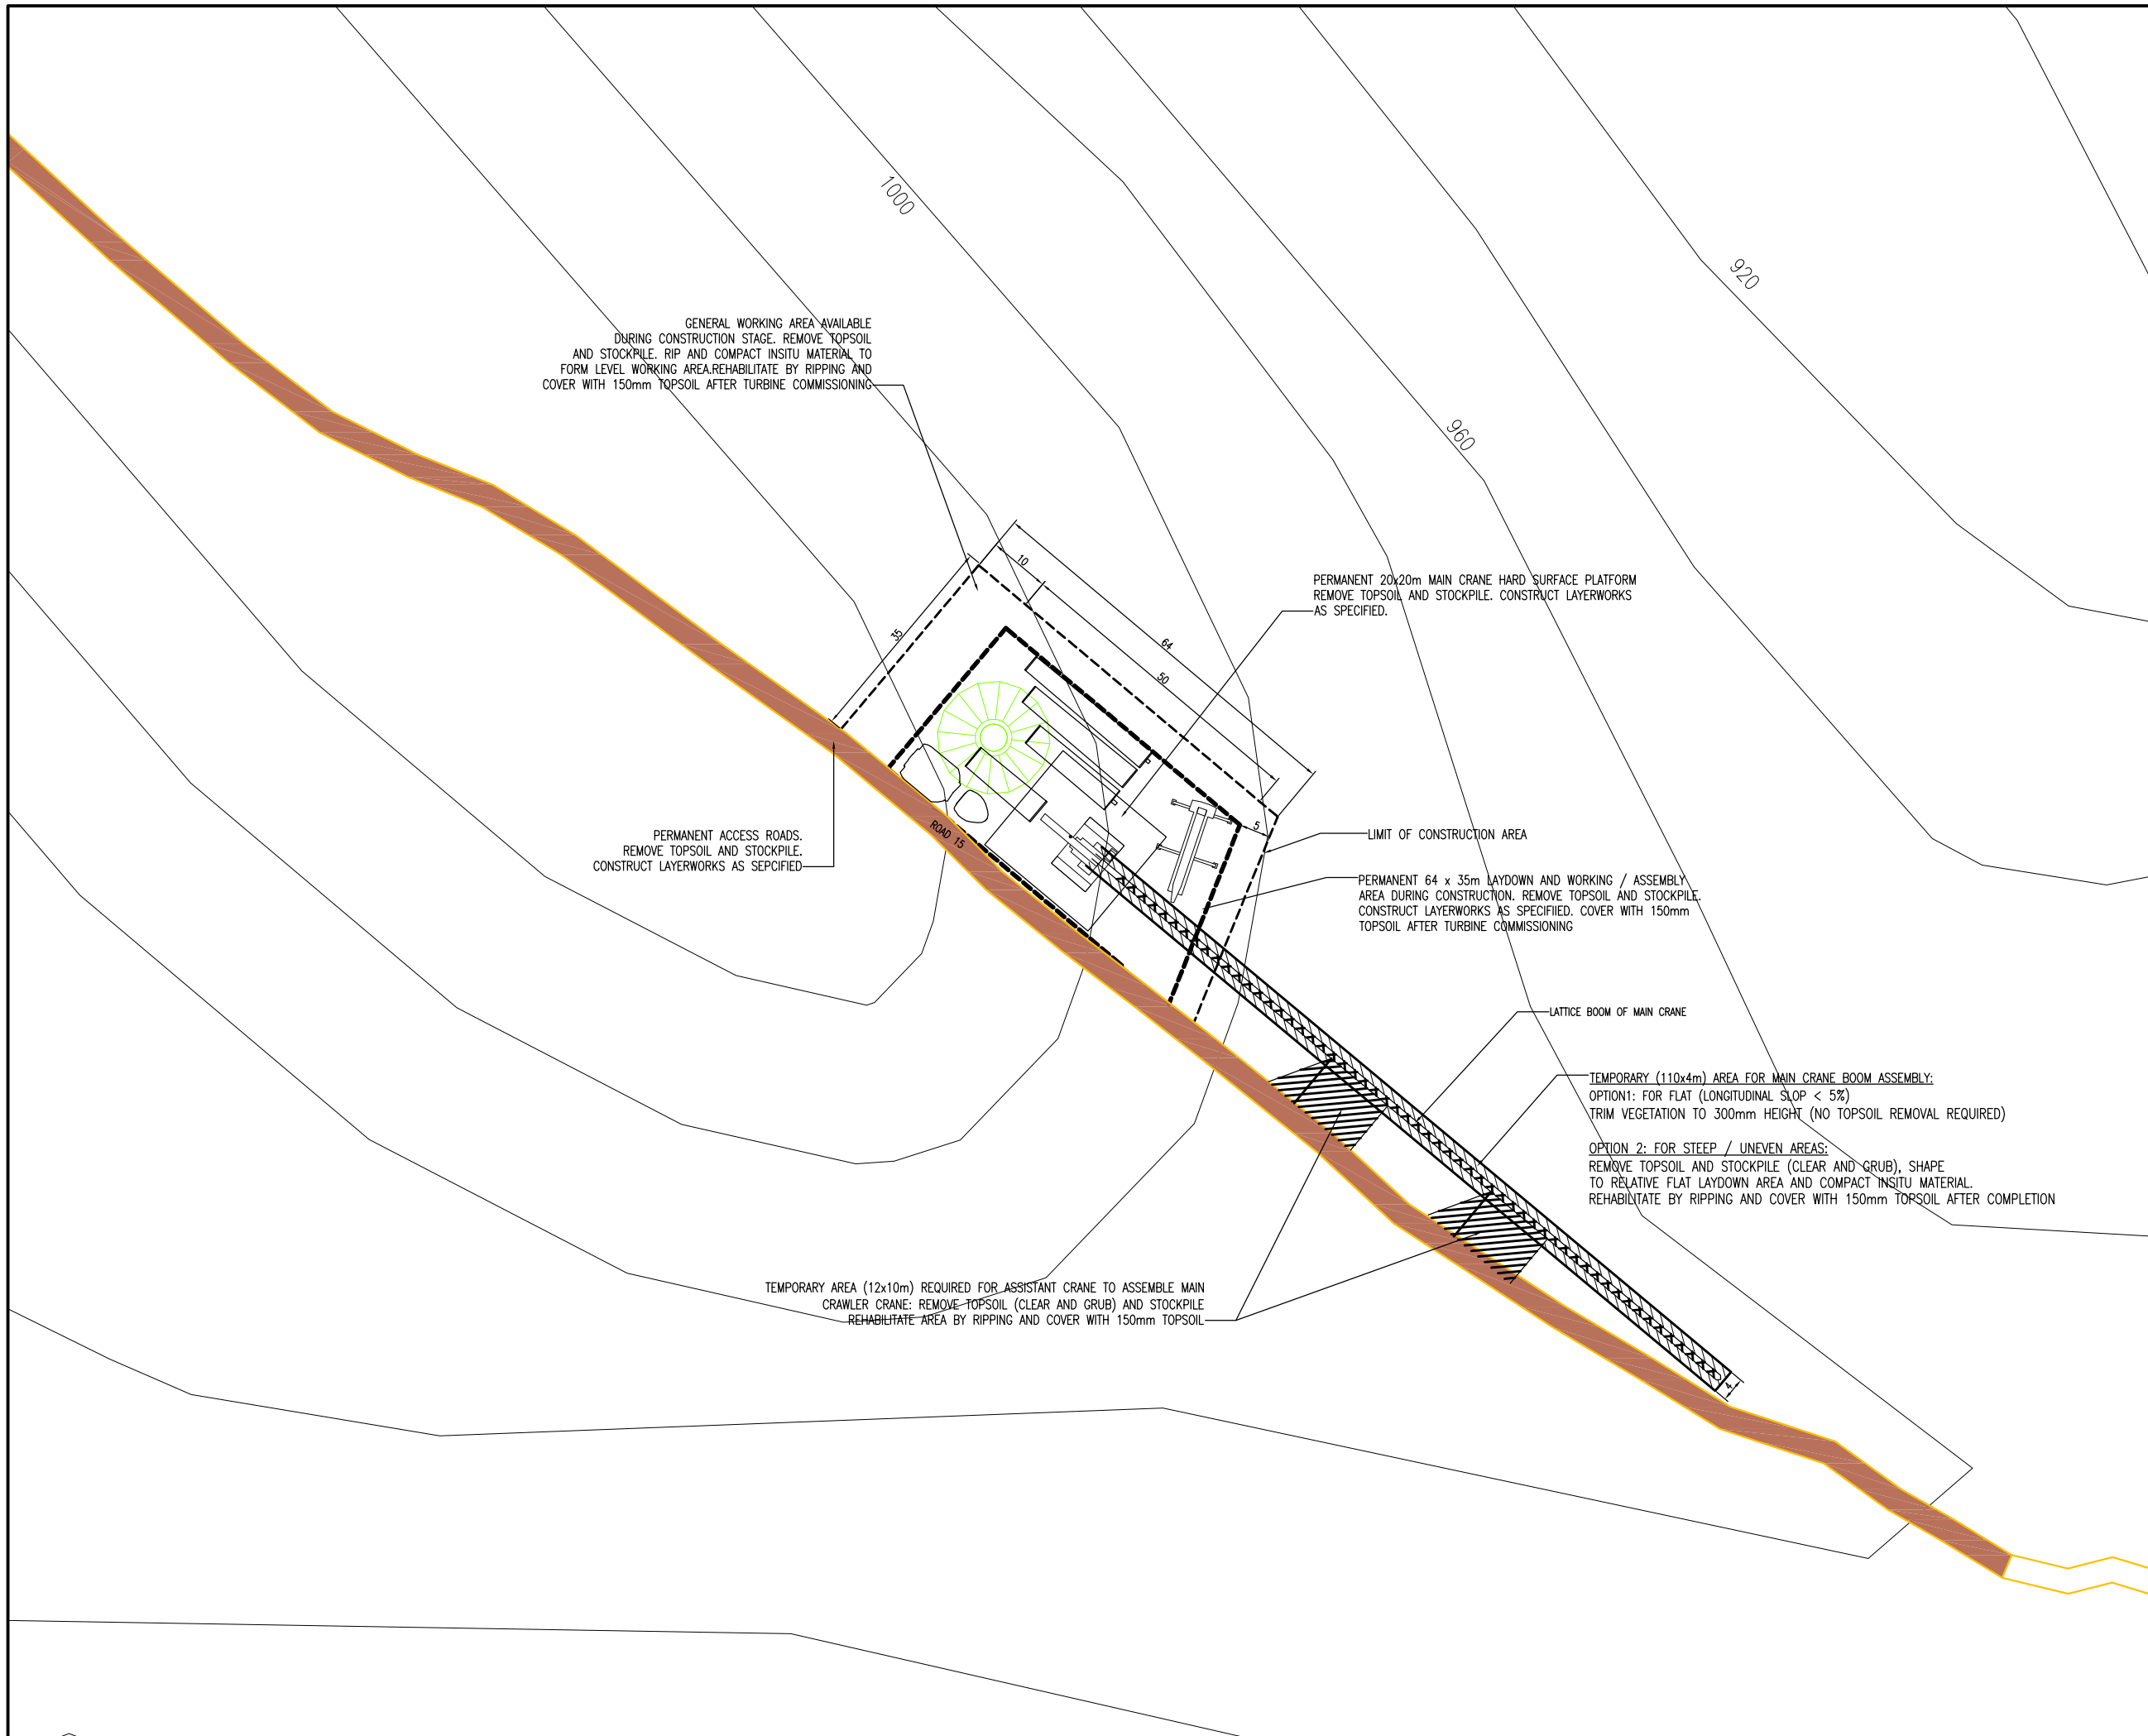 1000
920
960
GENERAL WORKING AREA AVAILABLE
DURING CONSTRUCTION STAGE. REMOVE TOPSOIL
AND STOCKPILE. RIP AND COMPACT INSITU MATERIAL TO
FORM LEVEL WORKING AREA.REHABILITATE BY RIPPING AND
COVER WITH 150mm TOPSOIL AFTER TURBINE COMMISSIONING
10
35
64
50
5
PERMANENT 20x20m MAIN CRANE HARD SURFACE PLATFORM
REMOVE TOPSOIL AND STOCKPILE. CONSTRUCT LAYERWORKS
AS SPECIFIED.
ROAD 15
PERMANENT ACCESS ROADS.
REMOVE TOPSOIL AND STOCKPILE.
CONSTRUCT LAYERWORKS AS SEPCIFIED
LIMIT OF CONSTRUCTION AREA
PERMANENT 64 x 35m LAYDOWN AND WORKING / ASSEMBLY
AREA DURING CONSTRUCTION. REMOVE TOPSOIL AND STOCKPILE.
CONSTRUCT LAYERWORKS AS SPECIFIIED. COVER WITH 150mm
TOPSOIL AFTER TURBINE COMMISSIONING
LATTICE BOOM OF MAIN CRANE
TEMPORARY (110x4m) AREA FOR MAIN CRANE BOOM ASSEMBLY:
OPTION1: FOR FLAT (LONGITUDINAL SLOP < 5%)
TRIM VEGETATION TO 300mm HEIGHT (NO TOPSOIL REMOVAL REQUIRED)
OPTION 2: FOR STEEP / UNEVEN AREAS:
REMOVE TOPSOIL AND STOCKPILE (CLEAR AND GRUB), SHAPE
TO RELATIVE FLAT LAYDOWN AREA AND COMPACT INSITU MATERIAL.
REHABILITATE BY RIPPING AND COVER WITH 150mm TOPSOIL AFTER COMPLETION
TEMPORARY AREA (12x10m) REQUIRED FOR ASSISTANT CRANE TO ASSEMBLE MAIN
CRAWLER CRANE: REMOVE TOPSOIL (CLEAR AND GRUB) AND STOCKPILE
REHABILITATE AREA BY RIPPING AND COVER WITH 150mm TOPSOIL
4